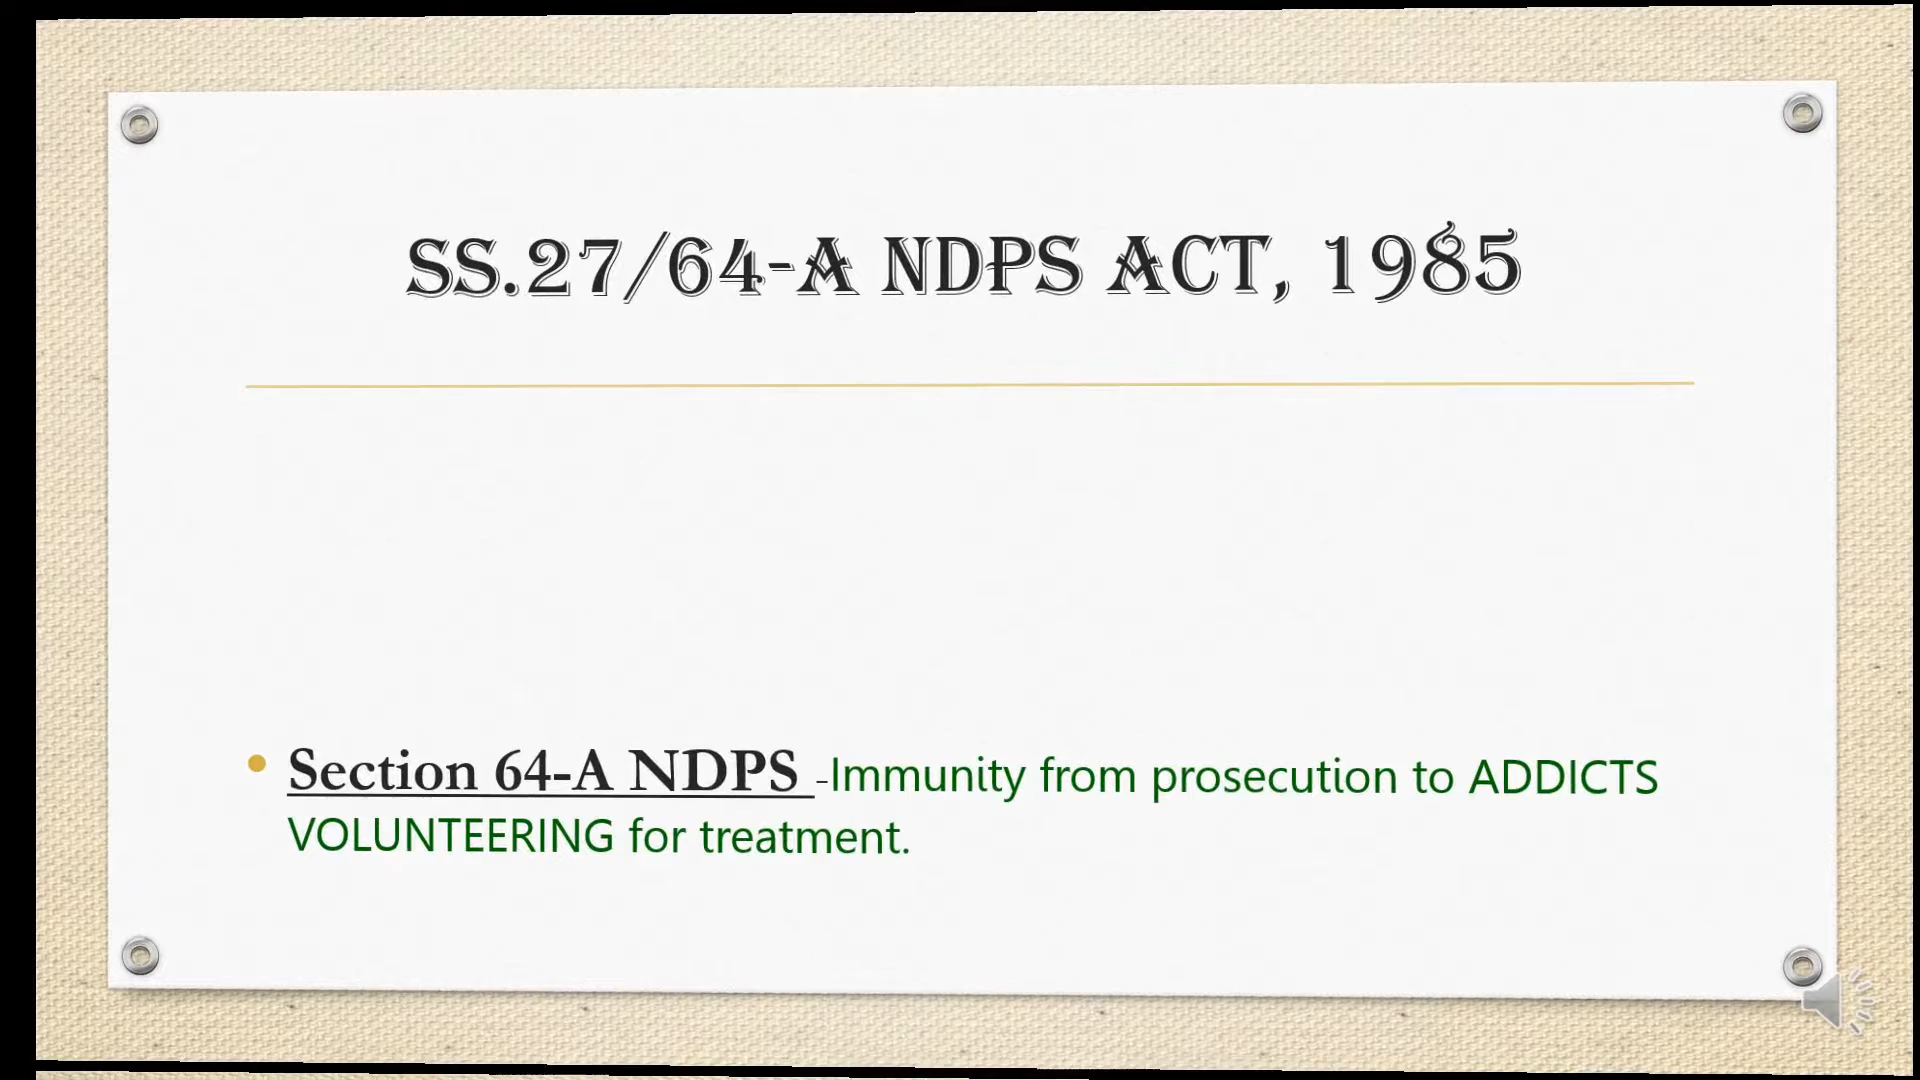 SS.27/64-A NDPS ACT, 1985
• Section 64-A NDPS -Immunity from prosecution to ADDICTS
VOLUNTEERING for treatment.